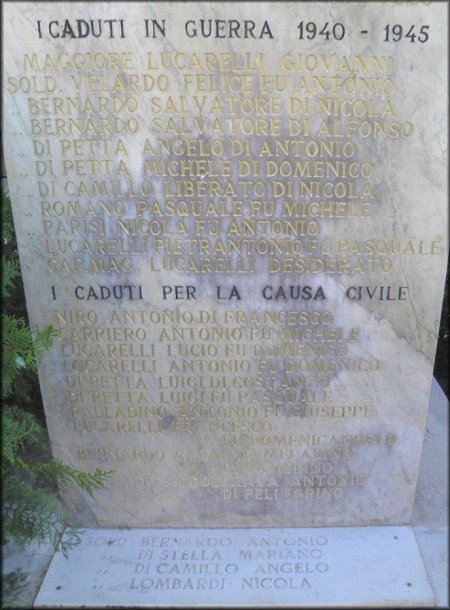 I CADUTI IN GUERRA 1940 - 1945
MAGGIORE LUCARELLI GIOVANNI
SOLD. VELARDO FELICE FU ANTONIO
,, BERNARDO SALVATORE DI NICOLA
,, BERNARDO SALVATORE DI ALFONSO
,, DI PETTA ANGELO DI ANTONIO
,, DI PETTA MICHELE DI DOMENICO
,, DI CAMILLO LIBERATO DI NICOLA
,, ROMANO PASQUALE FU MICHELE
,, PARISI NICOLA FU ANTONIO
LUCARELLI PIETRANTONIO FU PASQUALE
CAP. MAG. LUCARELLI DESIDERATO
I CADUTI PER LA CAUSA CIVILE
NIRO ANTONIO DI FRANCESCO
CARRIERO ANTONIO FU MICHELE
LUCARELLI LUCIO FU DOMENICO
LUCARELLI ANTONIO FU DOMENICO
DI PETTA LUIGI DI COSTANZO
DI PETTA LUIGI FU PASQUALE
PALLADINO ANTONIO FU GIUSEPPE
LUCARELLI FRANCESCO
DI DOMENICANGELO
BERNARDO
ADDOLORATA ANTONIO
DI PELLEGRINO
SOLD. BERNARDO ANTONIO
,, DI STELLA MARIANO
,, DI CAMILLO ANGELO
,, LOMBARDI NICOLA